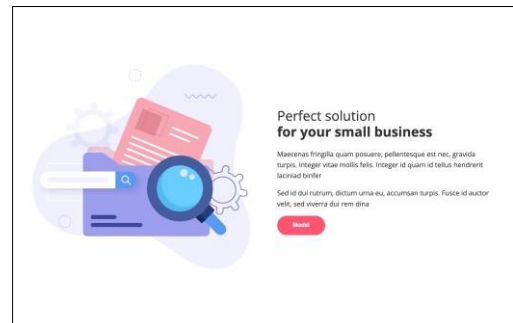 Perfect solution
for your small business
Maecenas fringilla quam posuere, pellentesque est nec, gravida
turpis. Integer vitae mollis felis. Integer id quam id tellus hendrerit
laciniad binfer
Sed id dui rutrum, dictum urna eu, accumsan turpis. Fusce id auctor
velit, sed viverra dui rem dina
Modal